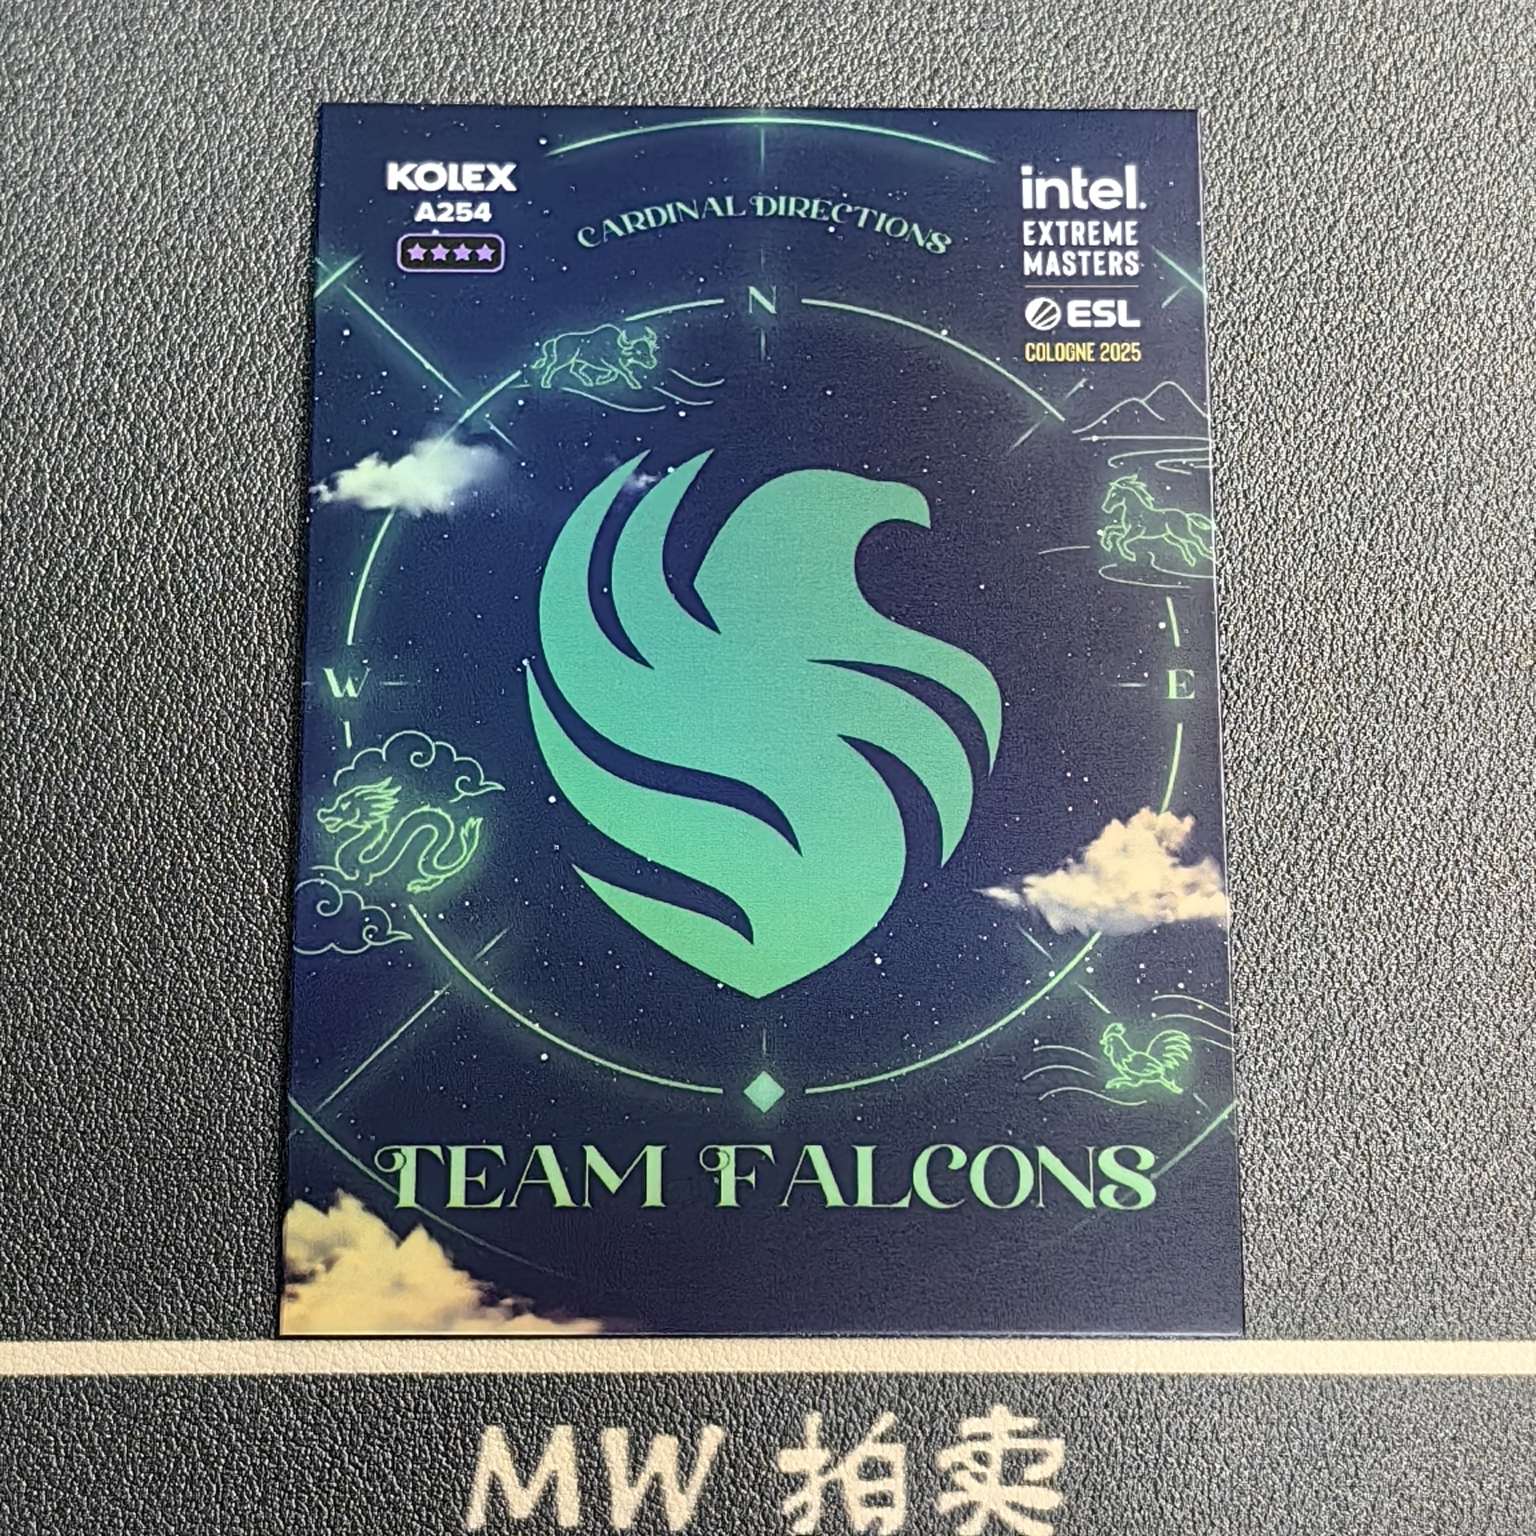 KOLEX
A254
CARDINAL DIRECTIONS
intel.
EXTREME
MASTERS
ESL
COLOGNE 2025
N
W
E
TEAM FALCONS
MW 拍卖